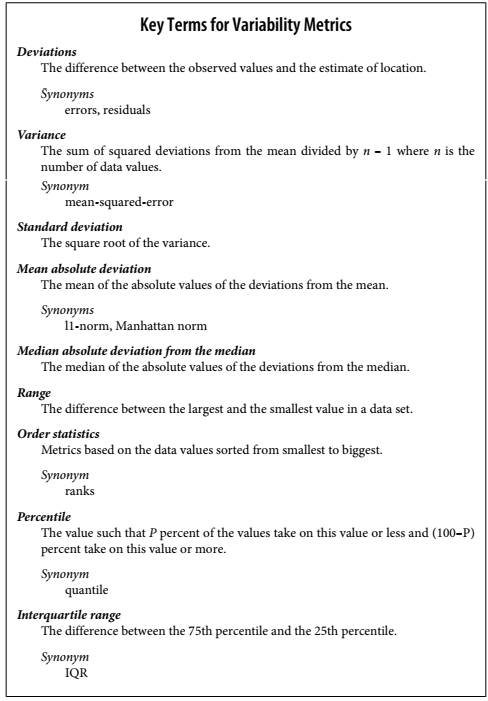 Key Terms for Variability Metrics
Deviations
The difference between the observed values and the estimate of location.
Synonyms
errors, residuals
Variance
The sum of squared deviations from the mean divided by n – 1 where n is the
number of data values.
Synonym
mean-squared-error
Standard deviation
The square root of the variance.
Mean absolute deviation
The mean of the absolute values of the deviations from the mean.
Synonyms
l1-norm, Manhattan norm
Median absolute deviation from the median
The median of the absolute values of the deviations from the median.
Range
The difference between the largest and the smallest value in a data set.
Order statistics
Metrics based on the data values sorted from smallest to biggest.
Synonym
ranks
Percentile
The value such that P percent of the values take on this value or less and (100–P)
percent take on this value or more.
Synonym
quantile
Interquartile range
The difference between the 75th percentile and the 25th percentile.
Synonym
IQR